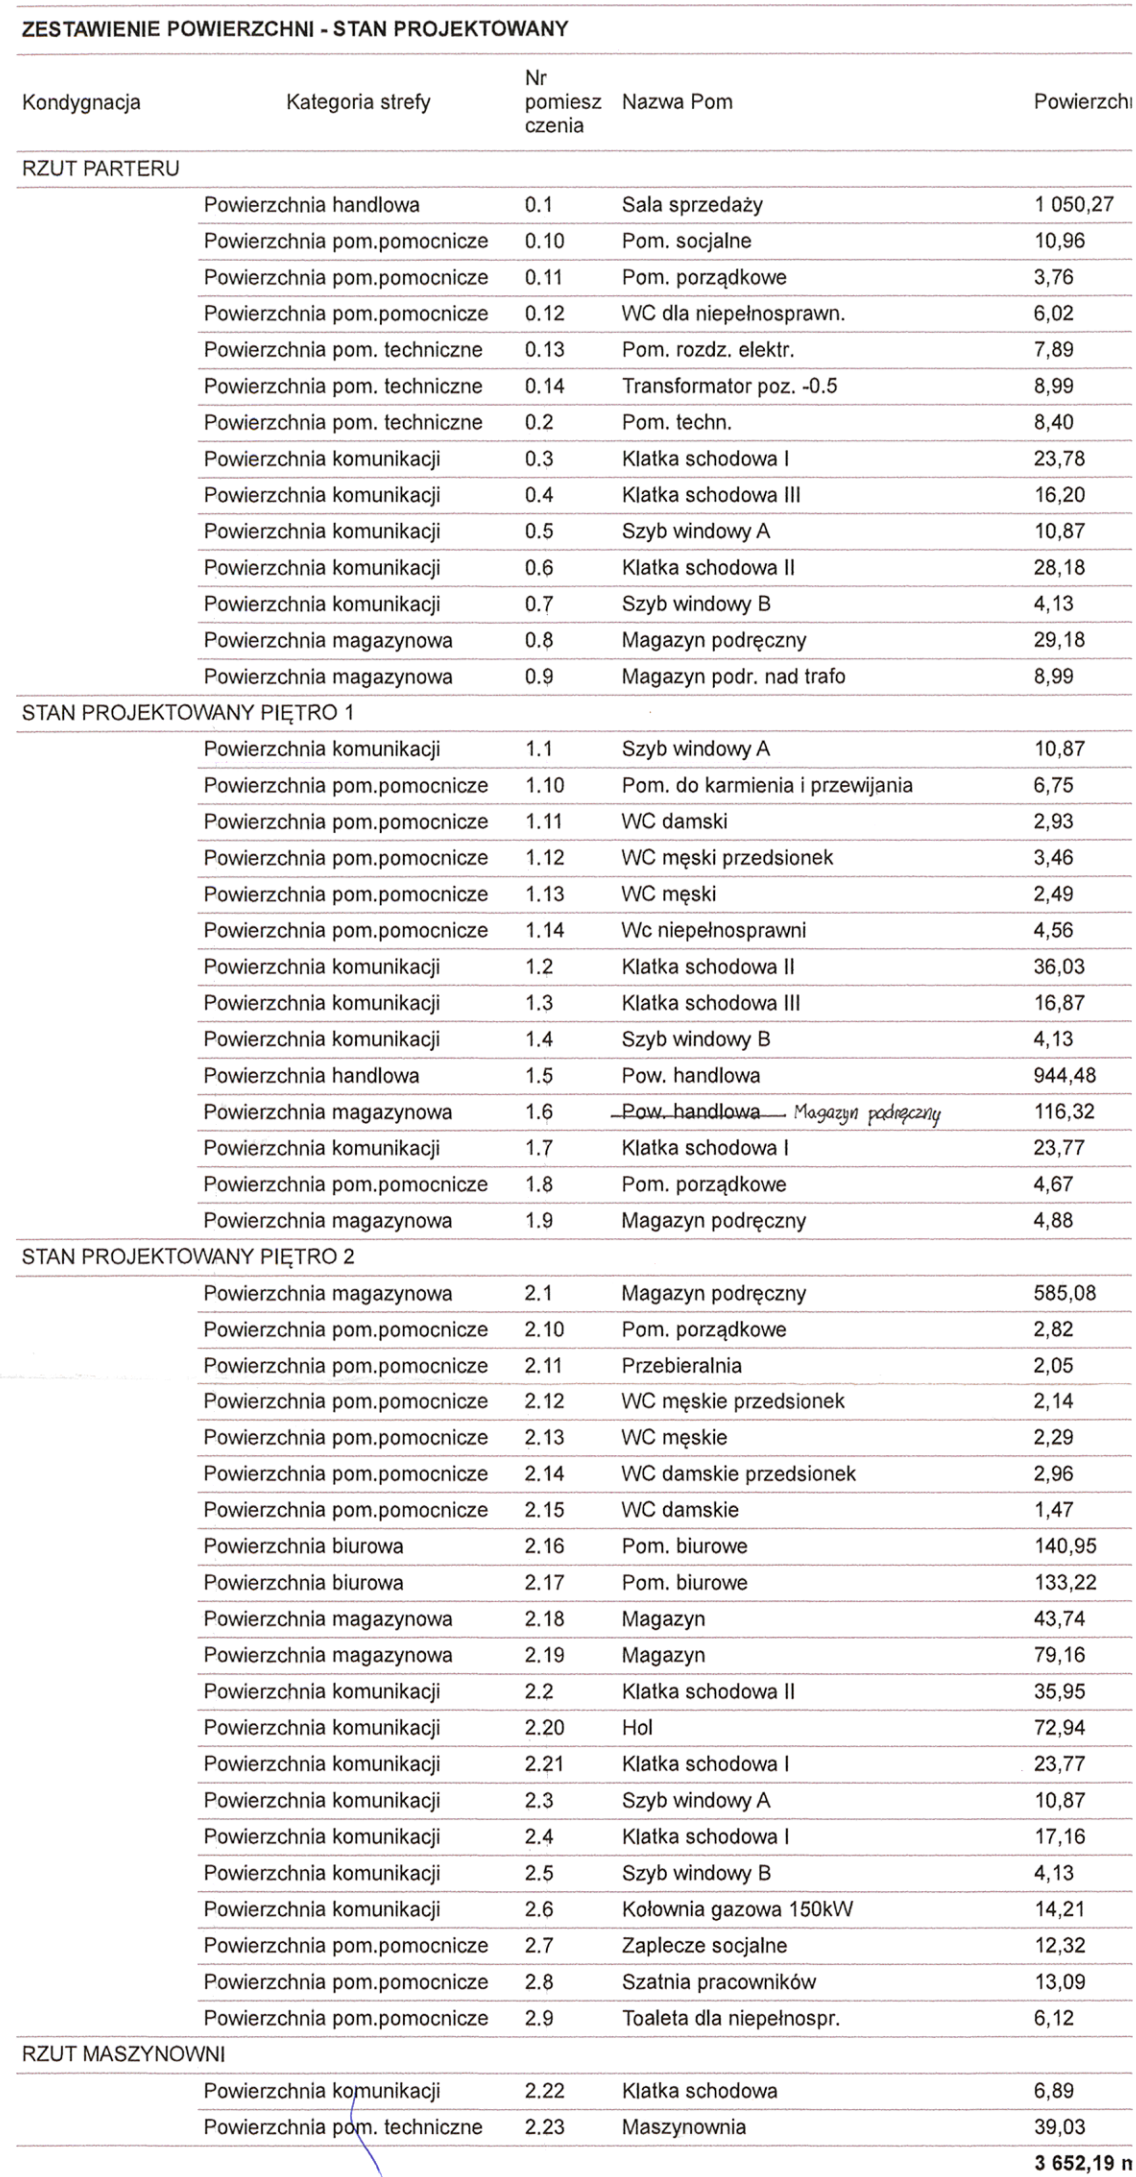 ZESTAWIENIE POWIERZCHNI - STAN PROJEKTOWANY
Kondygnacja Kategoria strefy Nr pomiesz czenia Nazwa Pom Powierzchn
RZUT PARTERU
Powierzchnia handlowa 0.1 Sala sprzedaży 1 050,27
Powierzchnia pom.pomocnicze 0.10 Pom. socjalne 10,96
Powierzchnia pom.pomocnicze 0.11 Pom. porządkowe 3,76
Powierzchnia pom.pomocnicze 0.12 WC dla niepełnosprawn. 6,02
Powierzchnia pom. techniczne 0.13 Pom. rozdz. elektr. 7,89
Powierzchnia pom. techniczne 0.14 Transformator poz. -0.5 8,99
Powierzchnia pom. techniczne 0.2 Pom. techn. 8,40
Powierzchnia komunikacji 0.3 Klatka schodowa I 23,78
Powierzchnia komunikacji 0.4 Klatka schodowa III 16,20
Powierzchnia komunikacji 0.5 Szyb windowy A 10,87
Powierzchnia komunikacji 0.6 Klatka schodowa II 28,18
Powierzchnia komunikacji 0.7 Szyb windowy B 4,13
Powierzchnia magazynowa 0.8 Magazyn podręczny 29,18
Powierzchnia magazynowa 0.9 Magazyn podr. nad trafo 8,99
STAN PROJEKTOWANY PIĘTRO 1
Powierzchnia komunikacji 1.1 Szyb windowy A 10,87
Powierzchnia pom.pomocnicze 1.10 Pom. do karmienia i przewijania 6,75
Powierzchnia pom.pomocnicze 1.11 WC damski 2,93
Powierzchnia pom.pomocnicze 1.12 WC męski przedsionek 3,46
Powierzchnia pom.pomocnicze 1.13 WC męski 2,49
Powierzchnia pom.pomocnicze 1.14 Wc niepełnosprawni 4,56
Powierzchnia komunikacji 1.2 Klatka schodowa II 36,03
Powierzchnia komunikacji 1.3 Klatka schodowa III 16,87
Powierzchnia komunikacji 1.4 Szyb windowy B 4,13
Powierzchnia handlowa 1.5 Pow. handlowa 944,48
Powierzchnia magazynowa 1.6 Pow. handlowa Magazyn podręczny 116,32
Powierzchnia komunikacji 1.7 Klatka schodowa I 23,77
Powierzchnia pom.pomocnicze 1.8 Pom. porządkowe 4,67
Powierzchnia magazynowa 1.9 Magazyn podręczny 4,88
STAN PROJEKTOWANY PIĘTRO 2
Powierzchnia magazynowa 2.1 Magazyn podręczny 585,08
Powierzchnia pom.pomocnicze 2.10 Pom. porządkowe 2,82
Powierzchnia pom.pomocnicze 2.11 Przebieralnia 2,05
Powierzchnia pom.pomocnicze 2.12 WC męskie przedsionek 2,14
Powierzchnia pom.pomocnicze 2.13 WC męskie 2,29
Powierzchnia pom.pomocnicze 2.14 WC damskie przedsionek 2,96
Powierzchnia pom.pomocnicze 2.15 WC damskie 1,47
Powierzchnia biurowa 2.16 Pom. biurowe 140,95
Powierzchnia biurowa 2.17 Pom. biurowe 133,22
Powierzchnia magazynowa 2.18 Magazyn 43,74
Powierzchnia magazynowa 2.19 Magazyn 79,16
Powierzchnia komunikacji 2.2 Klatka schodowa II 35,95
Powierzchnia komunikacji 2.20 Hol 72,94
Powierzchnia komunikacji 2.21 Klatka schodowa I 23,77
Powierzchnia komunikacji 2.3 Szyb windowy A 10,87
Powierzchnia komunikacji 2.4 Klatka schodowa I 17,16
Powierzchnia komunikacji 2.5 Szyb windowy B 4,13
Powierzchnia komunikacji 2.6 Kołownia gazowa 150kW 14,21
Powierzchnia pom.pomocnicze 2.7 Zaplecze socjalne 12,32
Powierzchnia pom.pomocnicze 2.8 Szatnia pracowników 13,09
Powierzchnia pom.pomocnicze 2.9 Toaleta dla niepełnospr. 6,12
RZUT MASZYNOWNI
Powierzchnia komunikacji 2.22 Klatka schodowa 6,89
Powierzchnia pom. techniczne 2.23 Maszynownia 39,03
3 652,19 m